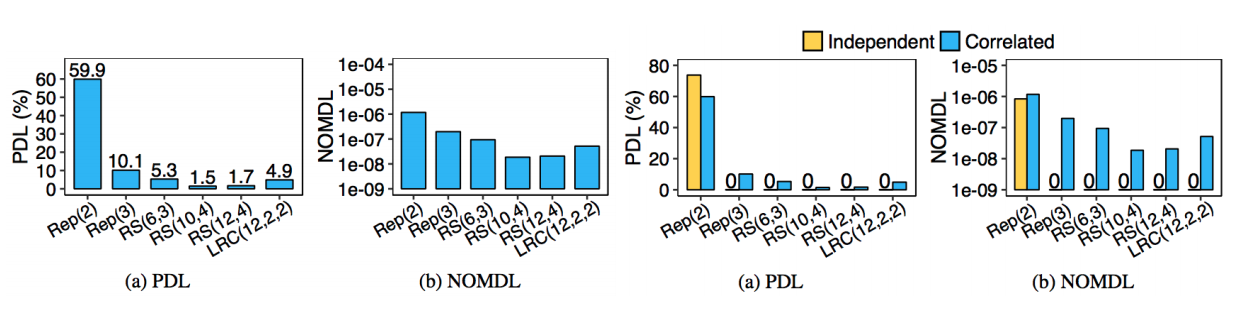 Independent Correlated
PDL (%)
60
50
40
30
20
10
0
59.9
10.1
5.3
1.5
1.7
4.9
Rep(2)
Rep(3)
RS(6,3)
RS(10,4)
RS(12,4)
LRC(12,2,2)
(a) PDL
NOMDL
1e-04
1e-05
1e-06
1e-07
1e-08
1e-09
Rep(2)
Rep(3)
RS(6,3)
RS(10,4)
RS(12,4)
LRC(12,2,2)
(b) NOMDL
PDL (%)
80
60
40
20
0
0 0 0 0 0
Rep(2)
Rep(3)
RS(6,3)
RS(10,4)
RS(12,4)
LRC(12,2,2)
(a) PDL
NOMDL
1e-05
1e-06
1e-07
1e-08
1e-09
0 0 0 0 0
Rep(2)
Rep(3)
RS(6,3)
RS(10,4)
RS(12,4)
LRC(12,2,2)
(b) NOMDL